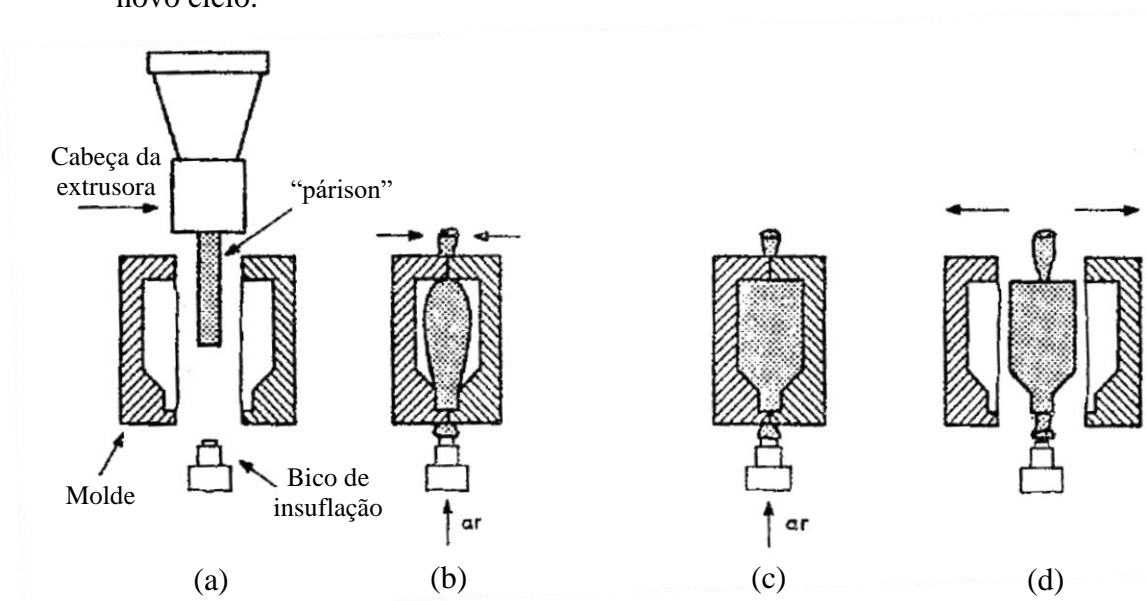 novo ciclo.
Cabeça da
extrusora
“párison”
Molde
Bico de
insuflação
ar
ar
(a)
(b)
(c)
(d)